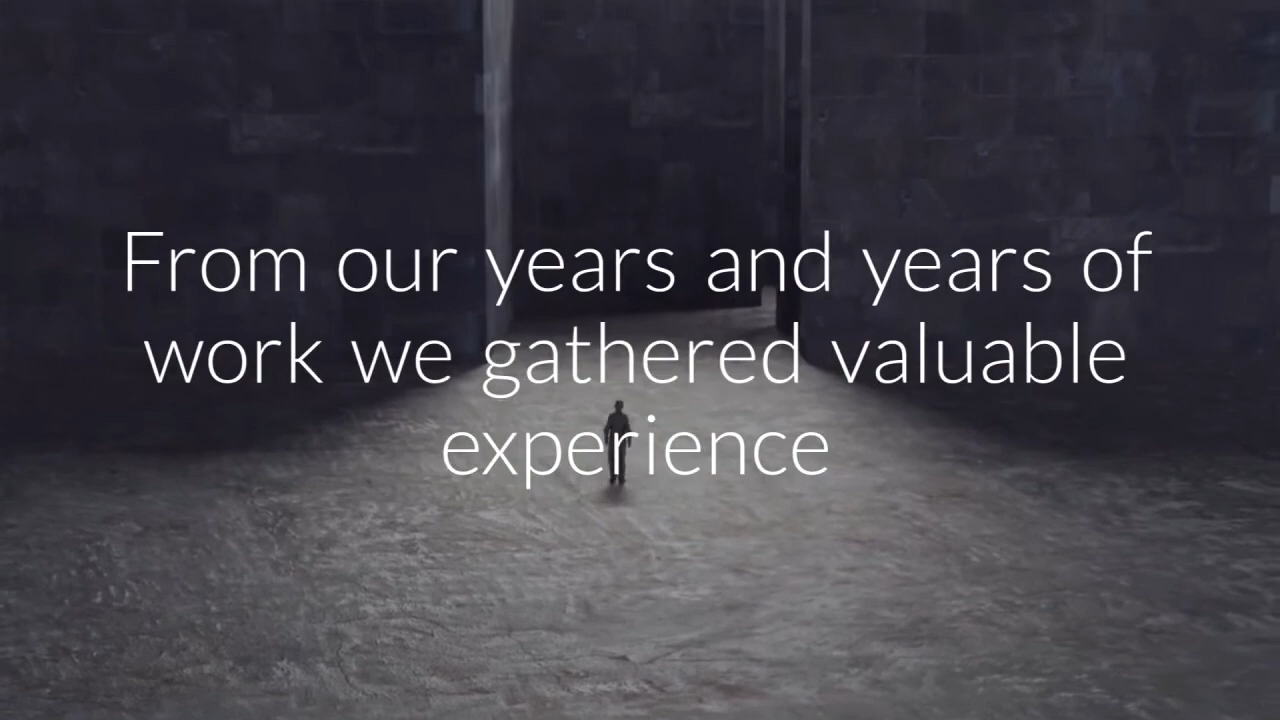 From our years and years of
work we gathered valuable
experience